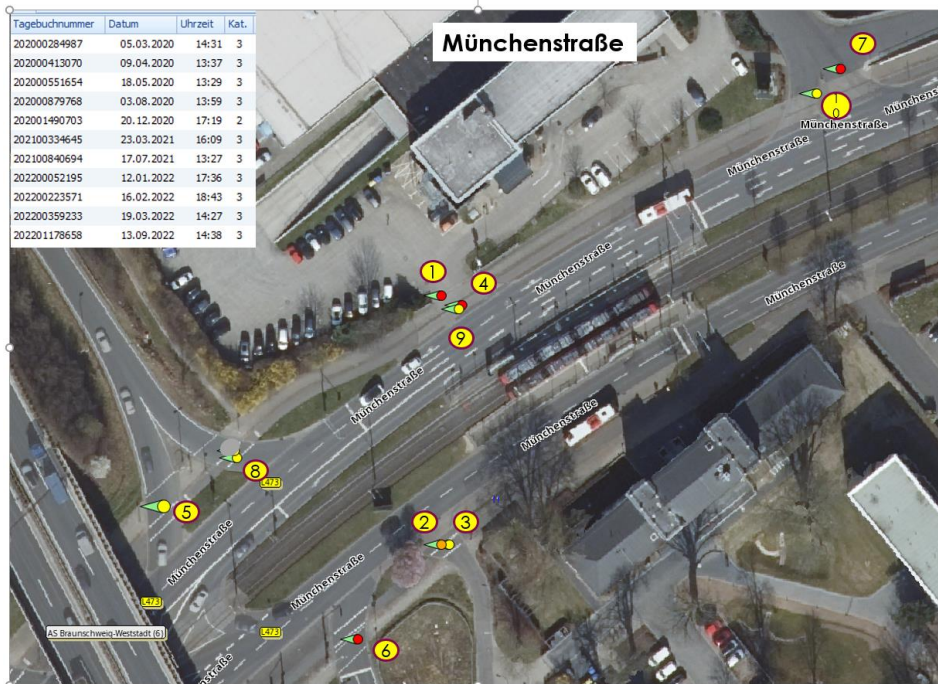 Tagebuchnummer Datum Uhrzeit Kat.
202000284987 05.03.2020 14:31 3
202000413070 09.04.2020 13:37 3
202000551654 18.05.2020 13:29 3
202000879768 03.08.2020 13:59 3
202001490703 20.12.2020 17:19 2
202100334645 23.03.2021 16:09 3
202100840694 17.07.2021 13:27 3
202200052195 12.01.2022 17:36 3
202200223571 16.02.2022 18:43 3
202200359233 19.03.2022 14:27 3
202201178658 13.09.2022 14:38 3
Münchenstraße
7
10
Münchenstraße
Münchens
Münchenstraße
Münchenstraße
Münchenstraße
1
4
9
Münchenstraße
Münchenstraße
8
L473
5
2
3
Münchenstraße
Münchenstraße
L473
L473
AS Braunschweig-Weststadt (6)
6
nstraße